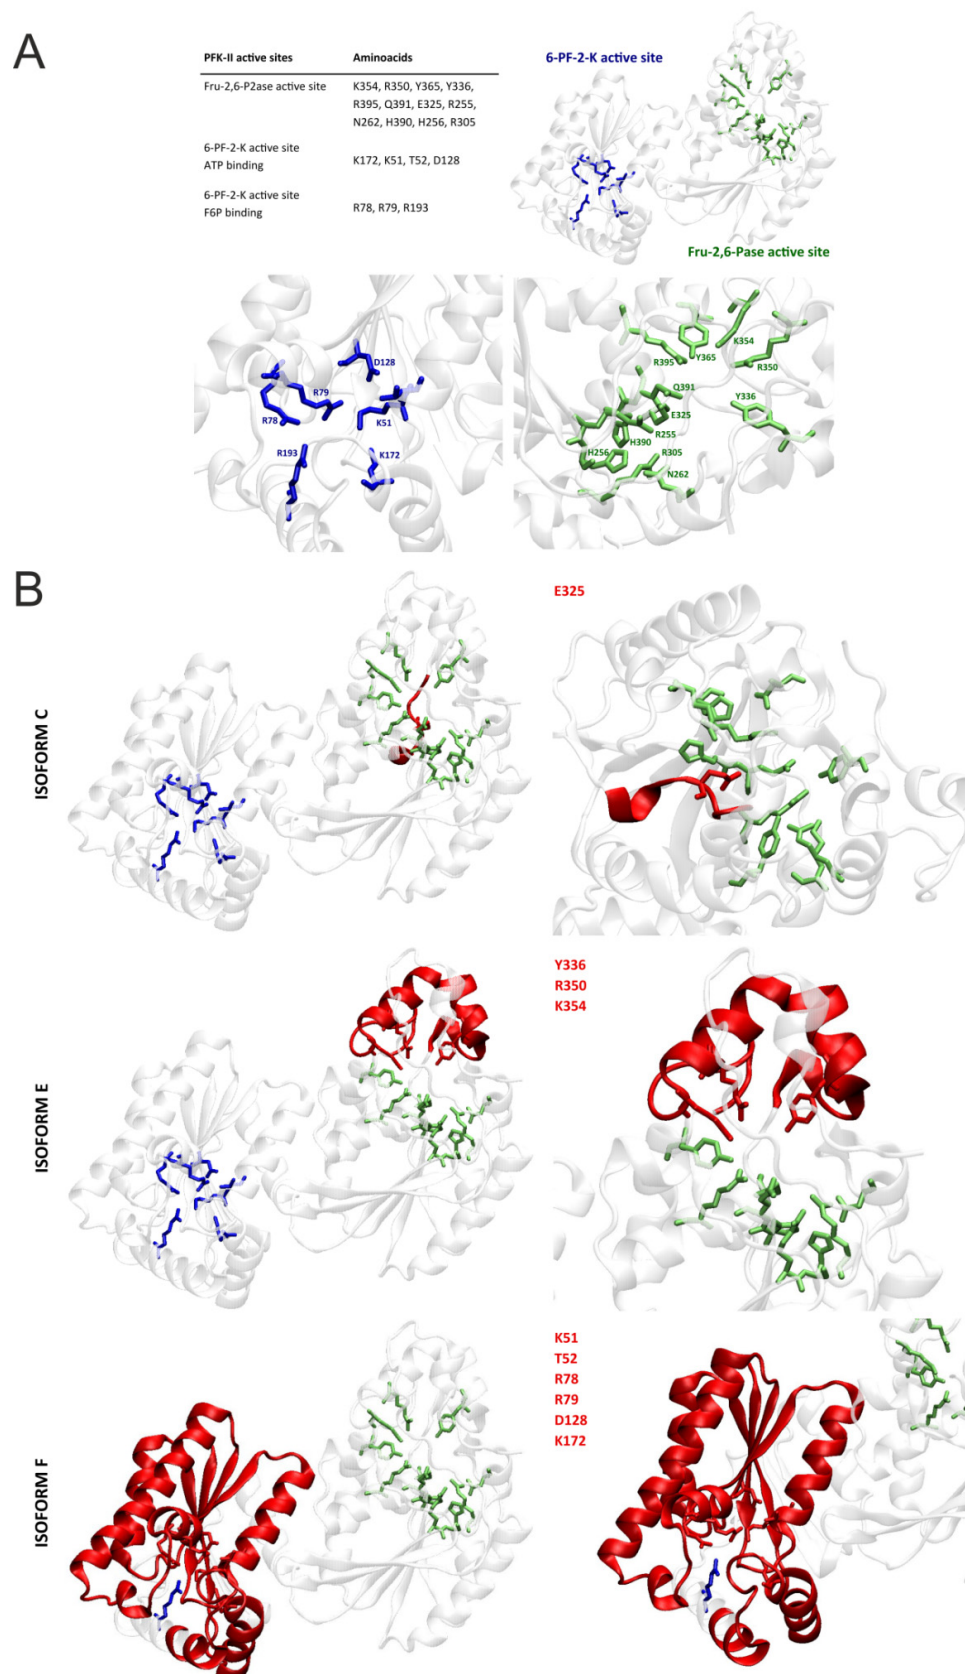 A
PFK-II active sites Aminoacids
Fru-2,6-P2ase active site K354, R350, Y365, Y336,
R395, Q391, E325, R255,
N262, H390, H256, R305
6-PF-2-K active site
ATP binding K172, K51, T52, D128
6-PF-2-K active site
F6P binding R78, R79, R193
6-PF-2-K active site
Fru-2,6-Pase active site
D128
R79
R78
K51
R193
K172
K354
Y365
R395
R350
Q391
Y336
E325
R255
H390
H256
R305
N262
B
ISOFORM C
E325
ISOFORM E
Y336
R350
K354
ISOFORM F
K51
T52
R78
R79
D128
K172